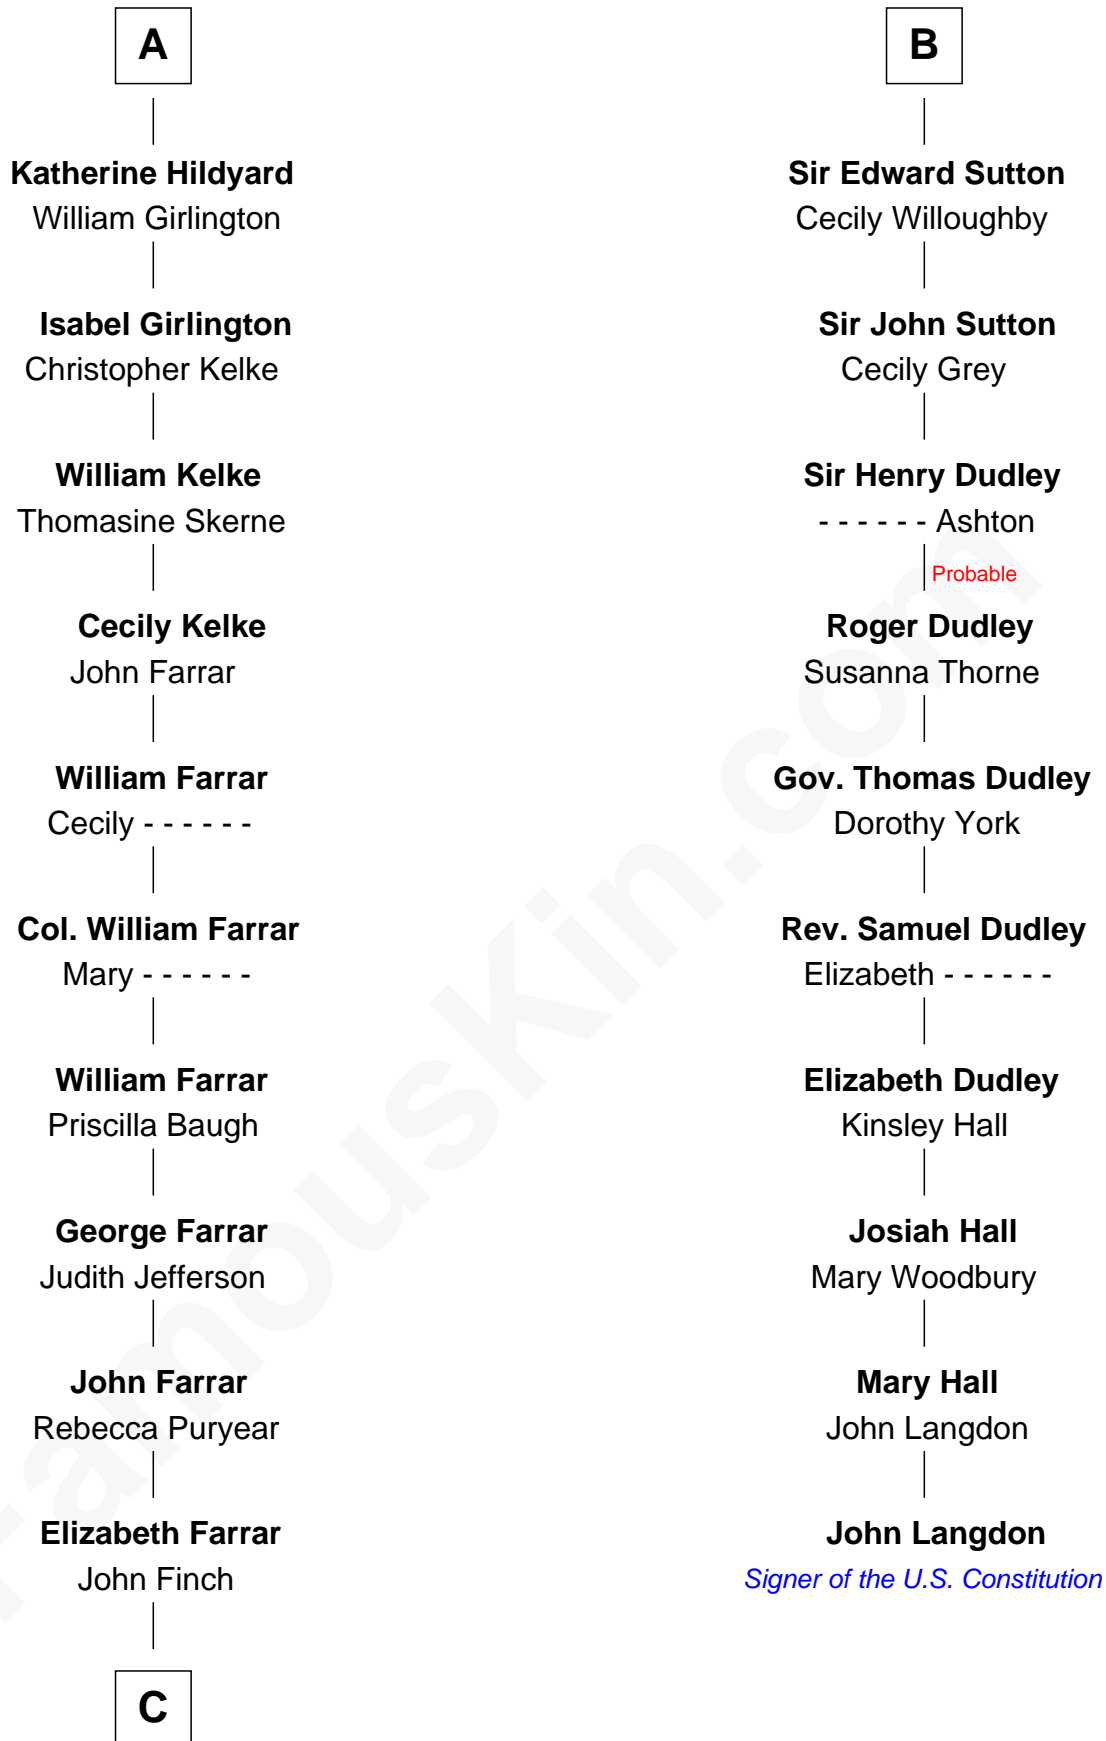 A
Katherine Hildyard
William Girlington
Isabel Girlington
Christopher Kelke
William Kelke
Thomasine Skerne
Cecily Kelke
John Farrar
William Farrar
Cecily - - - - - -
Col. William Farrar
Mary - - - - - -
William Farrar
Priscilla Baugh
George Farrar
Judith Jefferson
John Farrar
Rebecca Puryear
Elizabeth Farrar
John Finch
C
B
Sir Edward Sutton
Cecily Willoughby
Sir John Sutton
Cecily Grey
Sir Henry Dudley
- - - - - - Ashton
Probable
Roger Dudley
Susanna Thorne
Gov. Thomas Dudley
Dorothy York
Rev. Samuel Dudley
Elizabeth - - - - - -
Elizabeth Dudley
Kinsley Hall
Josiah Hall
Mary Woodbury
Mary Hall
John Langdon
John Langdon
Signer of the U.S. Constitution
FamousKin.com